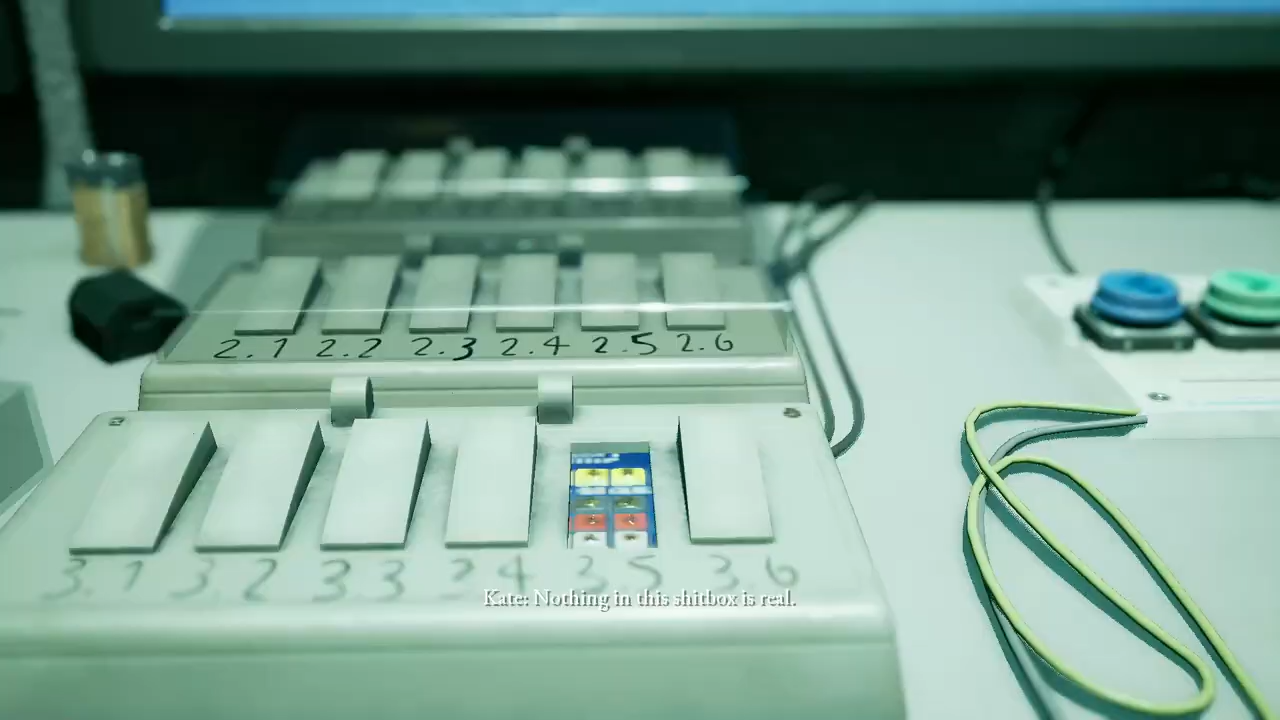 2.1 2.2 2.3 2.4 2.5 2.6
3.1 3.2 3.3 3.4 3.5 3.6
Kate: Nothing in this shitbox is real.